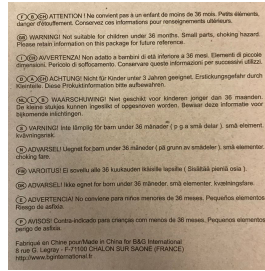 F B CH ATTENTION ! Ne convient pas à un enfant de moins de 36 mois. Petits éléments,
danger d'étouffement. Conservez ces informations pour renseignements ultérieurs.
GB WARNING! Not suitable for children under 36 months. Small parts, choking hazard.
Please retain information on this package for future reference.
I CH AVVERTENZA! Non adatto a bambini di età inferiore a 36 mesi. Elementi di piccole
dimensioni. Pericolo di soffocamento. Conservare queste informazioni per successivi utilizzi.
D A CH ACHTUNG! Nicht für Kinder unter 3 Jahren geeignet. Erstickungsgefahr durch
Kleinteile. Diese Produktinformation bitte aufbewahren.
NL L B WAARSCHUWING! Niet geschikt voor kinderen jonger dan 36 maanden.
De kleine stukjes kunnen ingeslikt of opgesnoven worden. Bewaar deze informatie voor
bijkomende inlichtingen.
S VARNING! Inte lämplig för barn under 36 månader ( p g a små delar ). små element.
kvävningsrisk.
N ADVARSEL! Uegnet for barn under 36 måneder ( på grunn av smådeler ). små elementer.
choking fare.
FIN VAROITUS! Ei sovellu alle 36 kuukauden ikäisille lapsille ( Sisältää pieniä osia ).
DK ADVARSEL! Ikke egnet for børn under 36 måneder. små elementer. kvælningsfare.
E ADVERTENCIA! No conviene para niños menores de 36 meses. Pequeños elementos
Riesgo de asfixia.
P AVISOS! Contra-indicado para crianças com menos de 36 meses. Pequenos elementos
perigo de asfixia.
Fabriqué en Chine pour/Made in China for B&G International
6 rue G. Legray - F-71100 CHALON SUR SAONE (FRANCE)
http://www.bginternational.fr